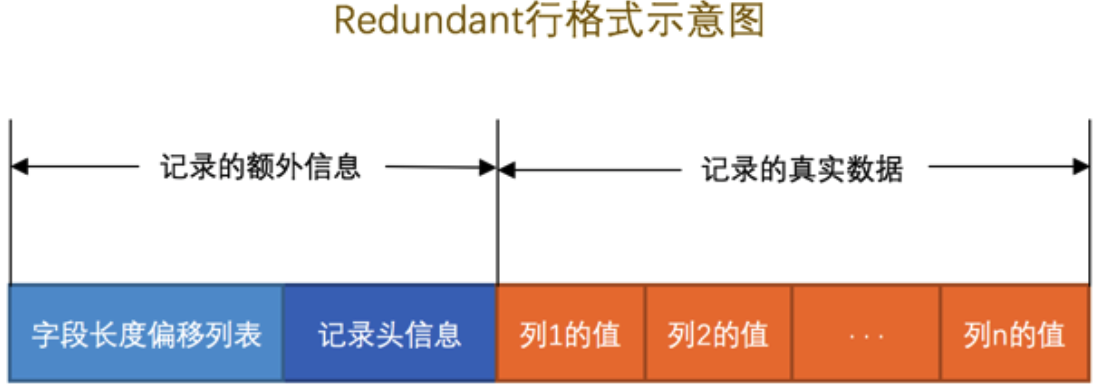 Redundant行格式示意图
记录的额外信息
记录的真实数据
字段长度偏移列表
记录头信息
列1的值
列2的值
...
列n的值